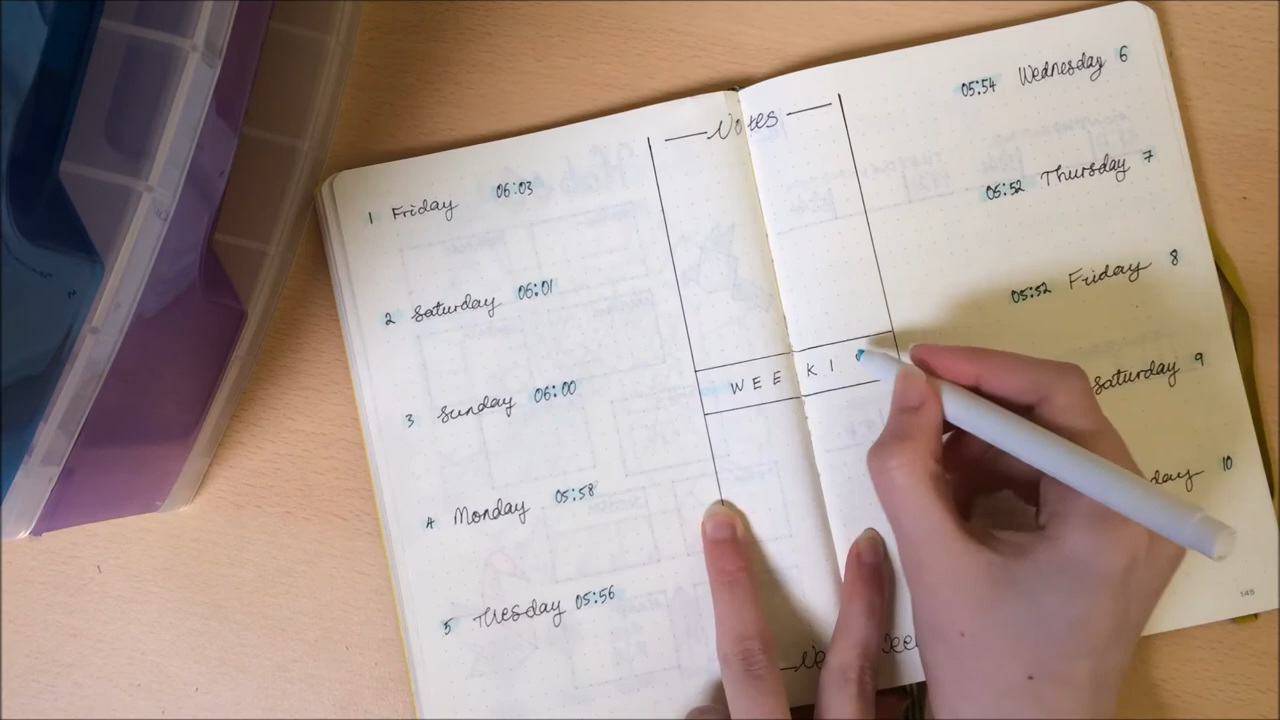 Notes
1 Friday 06:03
2 Saturday 06:01
3 Sunday 06:00
4 Monday 05:58
5 Tuesday 05:56
WEEK I
05:54 Wednesday 6
05:52 Thursday 7
05:52 Friday 8
Saturday 9
day 10
145